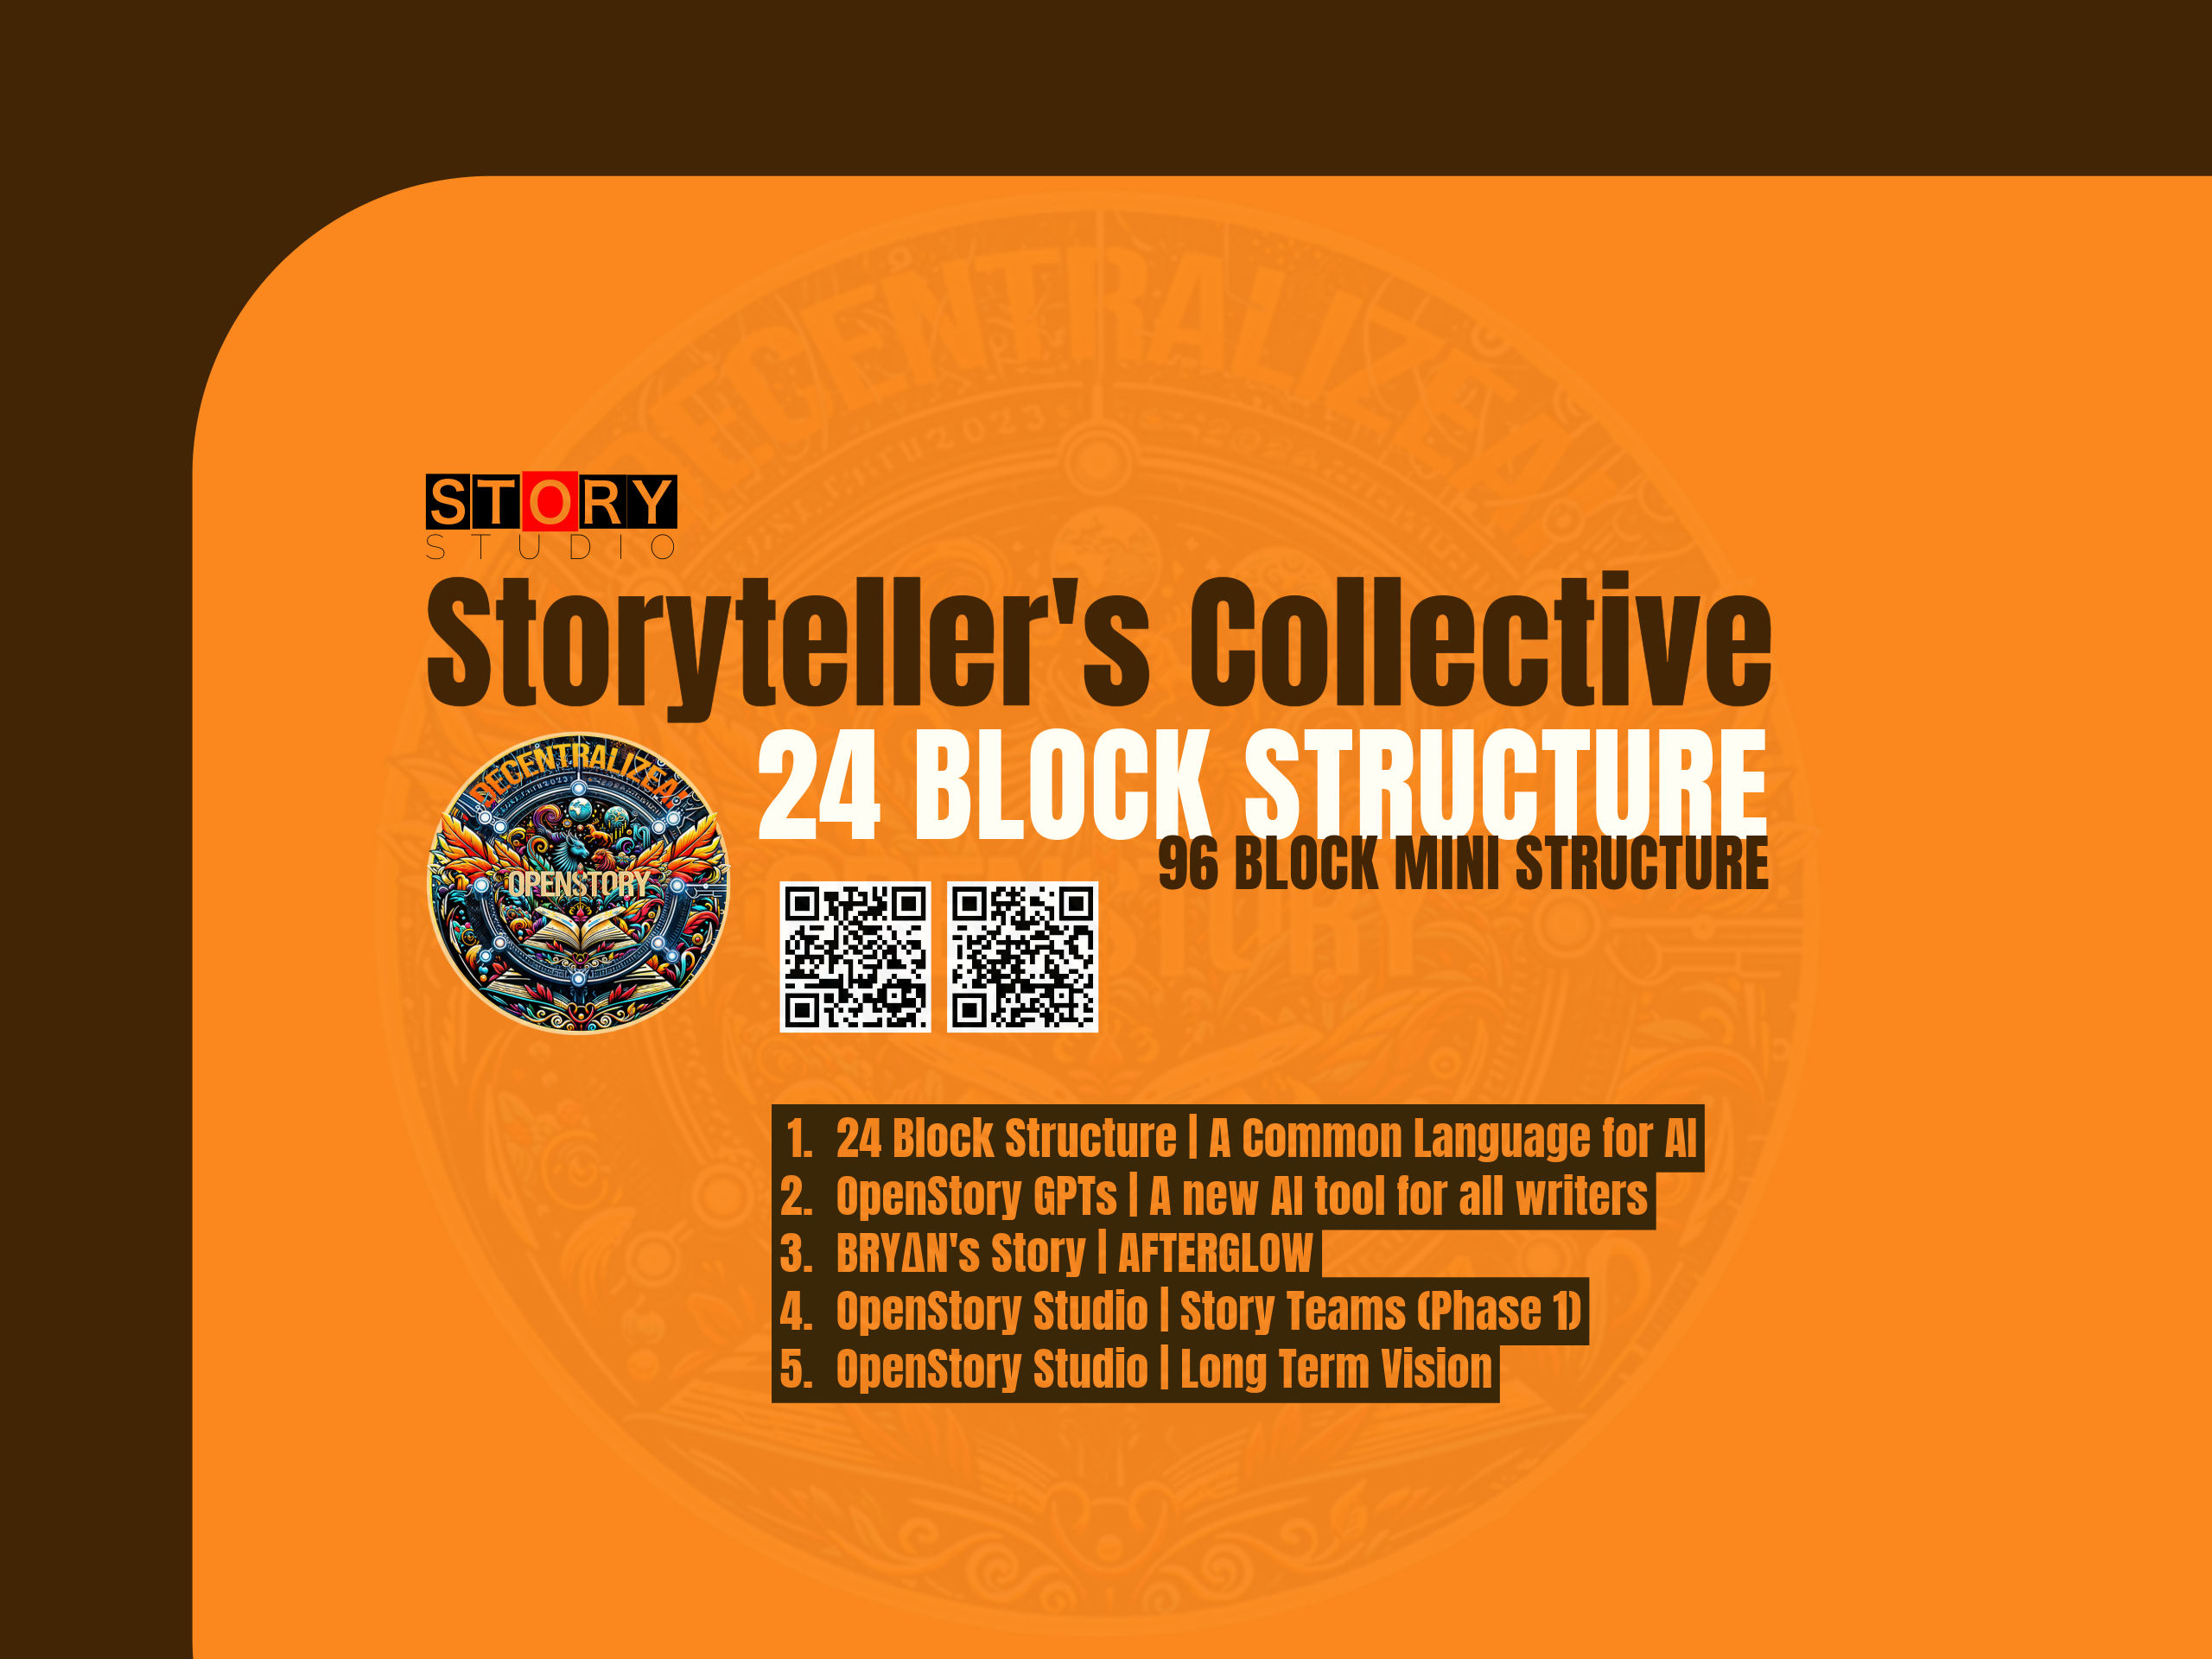 STORY
STUDIO
Storyteller's Collective
24 BLOCK STRUCTURE
96 BLOCK MINI STRUCTURE
DECENTRALIZEAI
OPENSTORY
1. 24 Block Structure | A Common Language for AI
2. OpenStory GPTs | A new AI tool for all writers
3. BRYΔN's Story | AFTERGLOW
4. OpenStory Studio | Story Teams (Phase 1)
5. OpenStory Studio | Long Term Vision